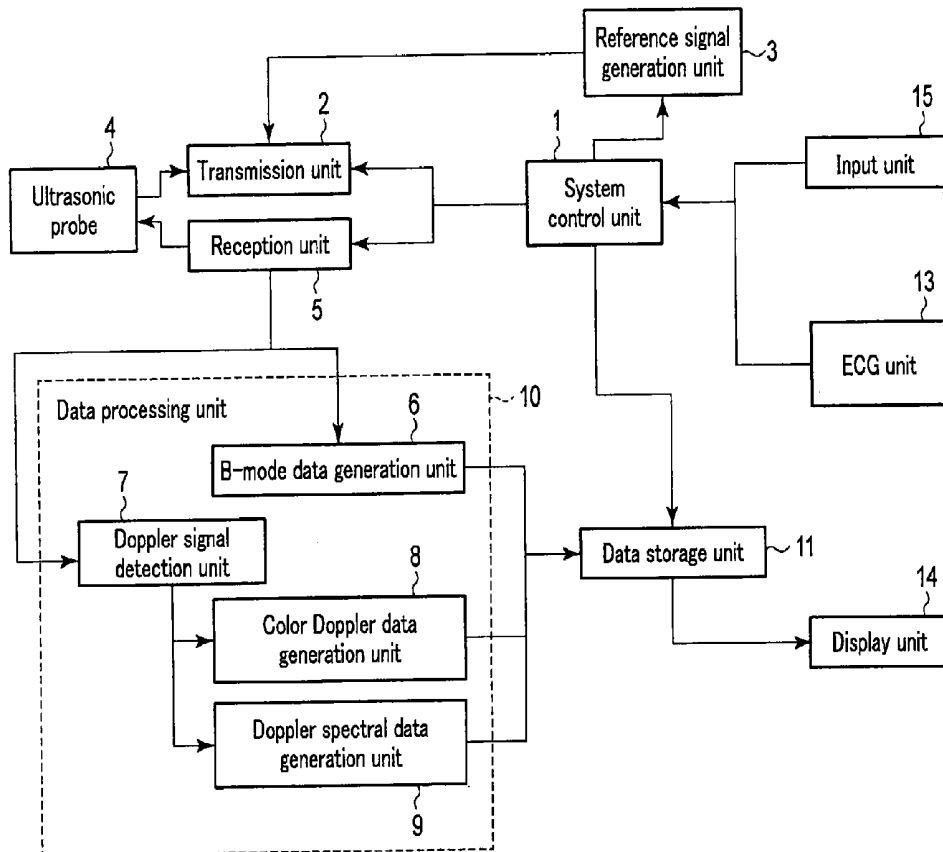 Reference signal
generation unit
3
4
2
1
15
Ultrasonic
probe
Transmission unit
System
control unit
Input unit
Reception unit
5
13
ECG unit
Data processing unit
10
6
B-mode data generation unit
7
Doppler signal
detection unit
8
Color Doppler data
generation unit
Data storage unit
11
14
Display unit
Doppler spectral data
generation unit
9